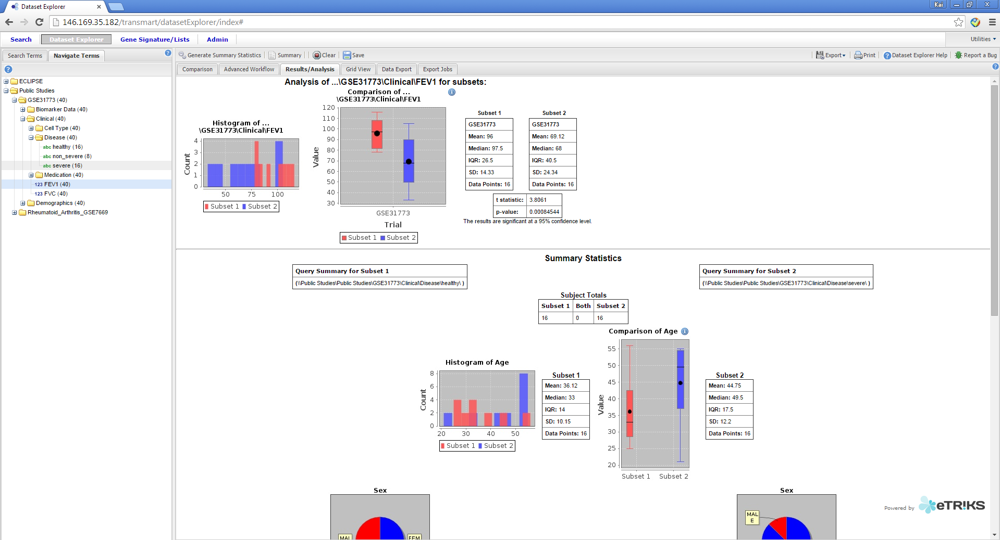 Dataset Explorer
Kai
146.169.35.182/transmart/datasetExplorer/index#
Search
Dataset Explorer
Gene Signature/Lists
Admin
Utilities
Search Terms
Navigate Terms
ECLIPSE
Public Studies
GSE31773 (40)
Biomarker Data (40)
Clinical (40)
Cell Type (40)
Disease (40)
abc healthy (16)
abc non_severe (8)
abc severe (16)
Medication (40)
123 FEV1 (40)
123 FVC (40)
Demographics (40)
Rheumatoid_Arthritis_GSE7669
Generate Summary Statistics
Summary
Clear
Save
Export
Print
Dataset Explorer Help
Report a Bug
Comparison
Advanced Workflow
Results/Analysis
Grid View
Data Export
Export Jobs
Analysis of ...\GSE31773\Clinical\FEV1 for subsets:
Histogram of ...
\GSE31773\Clinical\FEV1
Count
4
3
2
1
0
50 75 100
Subset 1 Subset 2
Comparison of ...
\GSE31773\Clinical\FEV1
Value
120
110
100
90
80
70
60
50
40
30
GSE31773
Trial
Subset 1 Subset 2
Subset 1
GSE31773
Mean: 96
Median: 97.5
IQR: 26.5
SD: 14.33
Data Points: 16
Subset 2
GSE31773
Mean: 69.12
Median: 68
IQR: 40.5
SD: 24.34
Data Points: 16
t statistic: 3.8061
p-value: 0.00084544
The results are significant at a 95% confidence level.
Summary Statistics
Query Summary for Subset 1
(\\Public Studies\Public Studies\GSE31773\Clinical\Disease\healthy\ )
Query Summary for Subset 2
(\\Public Studies\Public Studies\GSE31773\Clinical\Disease\severe\ )
Subject Totals
Subset 1 Both Subset 2
16 0 16
Histogram of Age
Count
8
6
4
2
0
20 30 40 50
Subset 1 Subset 2
Subset 1
Mean: 36.12
Median: 33
IQR: 14
SD: 10.15
Data Points: 16
Comparison of Age
Value
55
50
45
40
35
30
25
20
Subset 1 Subset 2
Subset 2
Mean: 44.75
Median: 49.5
IQR: 17.5
SD: 12.2
Data Points: 16
Sex
MAL
FEM
Sex
MAL
E
Powered by eTRIKS